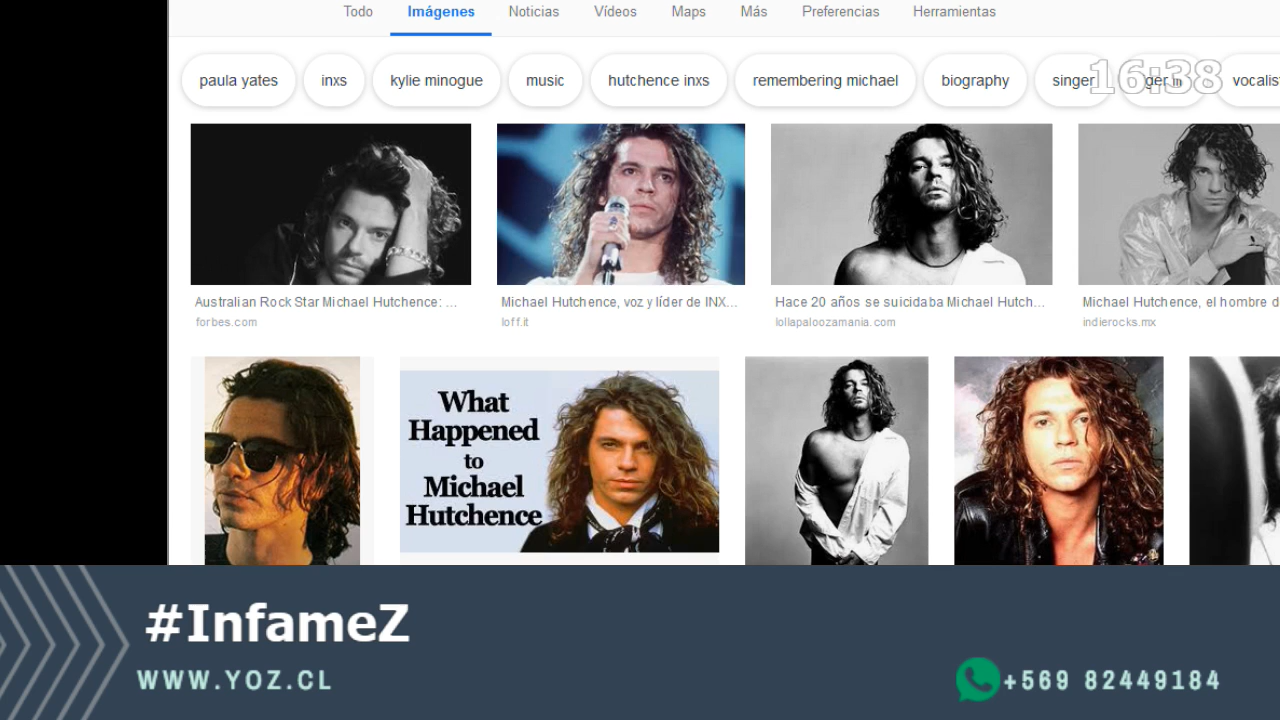 Todo Imágenes Noticias Vídeos Maps Más Preferencias Herramientas
paula yates inxs kylie minogue music hutchence inxs remembering michael biography singer vocalis
16:38
Australian Rock Star Michael Hutchence: ... Michael Hutchence, voz y líder de INX... Hace 20 años se suicidaba Michael Hutch... Michael Hutchence, el hombre d
forbes.com loff.it lollapaloozamania.com indierocks.mx
What
Happened
to
Michael
Hutchence
#InfameZ
WWW.YOZ.CL
+569 82449184